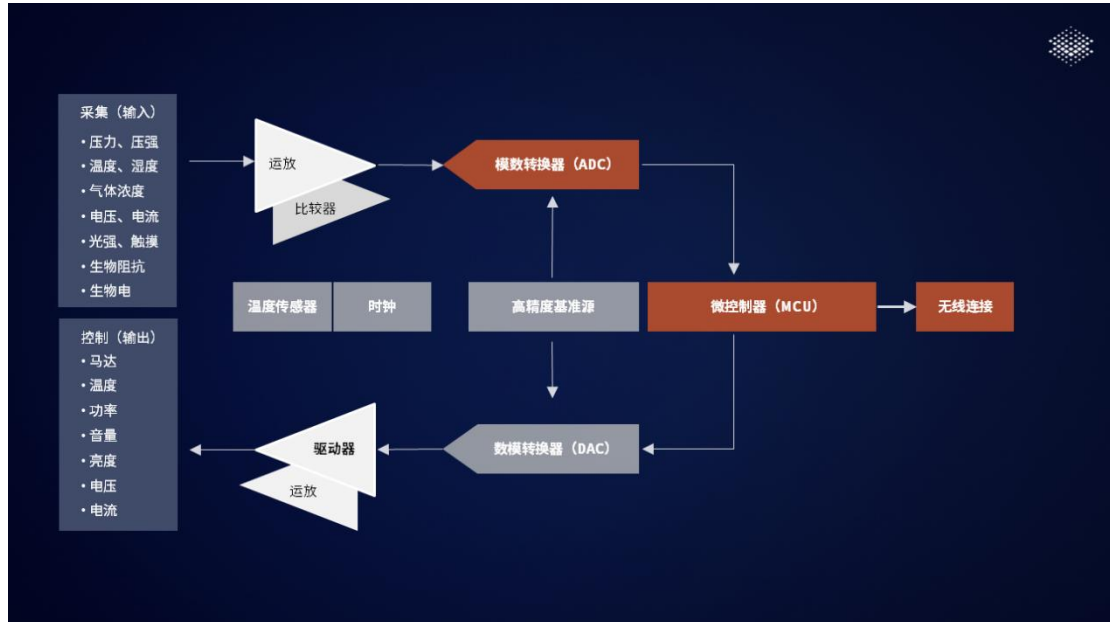 采集（输入）
• 压力、压强
• 温度、湿度
• 气体浓度
• 电压、电流
• 光强、触摸
• 生物阻抗
• 生物电
运放
比较器
模数转换器（ADC）
温度传感器
时钟
高精度基准源
微控制器（MCU）
无线连接
控制（输出）
• 马达
• 温度
• 功率
• 音量
• 亮度
• 电压
• 电流
驱动器
运放
数模转换器（DAC）